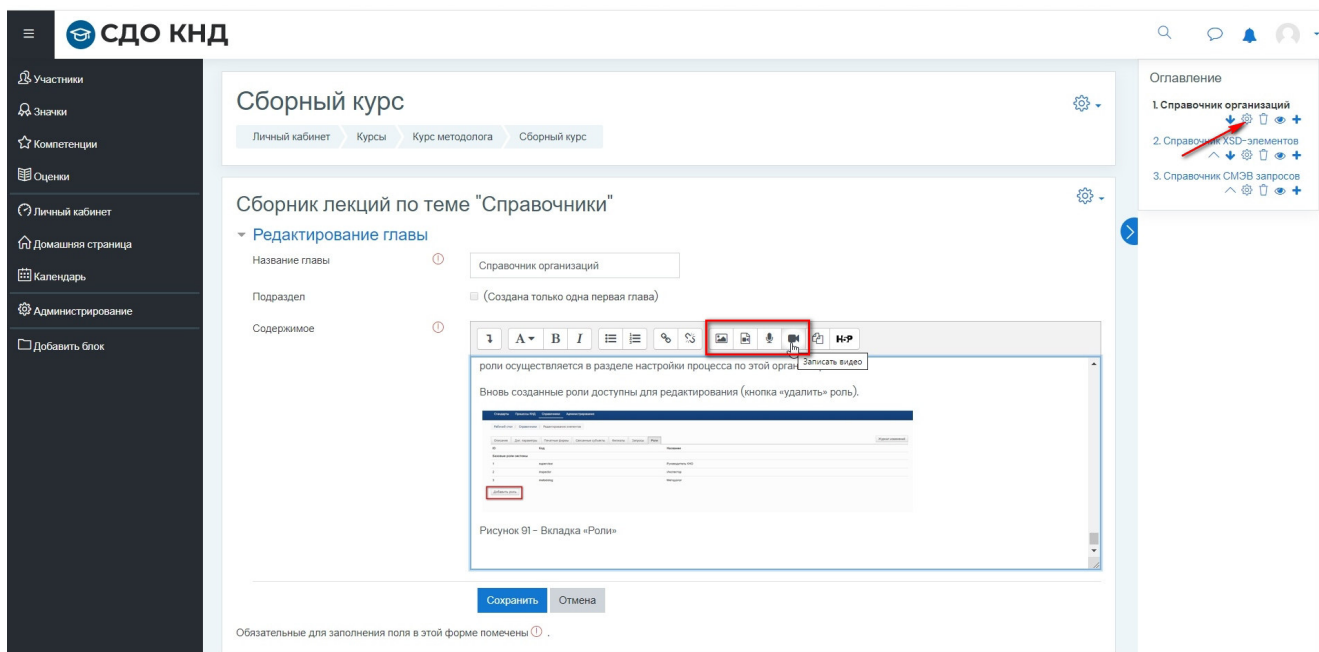 СДО КНД
Участники
Значки
Компетенции
Оценки
Личный кабинет
Домашняя страница
Календарь
Администрирование
Добавить блок
Сборный курс
Личный кабинет
Курсы
Курс методолога
Сборный курс
Сборник лекций по теме "Справочники"
Редактирование главы
Название главы
Справочник организаций
Подраздел
(Создана только одна первая глава)
Содержимое
A B I H-P
Записать видео
роли осуществляется в разделе настройки процесса по этой
Вновь созданные роли доступны для редактирования (кнопка «удалить» роль).
Добавить роль
Рисунок 91 – Вкладка «Роли»
Сохранить
Отмена
Обязательные для заполнения поля в этой форме помечены .
Оглавление
1. Справочник организаций
2. Справочник XSD-элементов
3. Справочник СМЭВ запросов